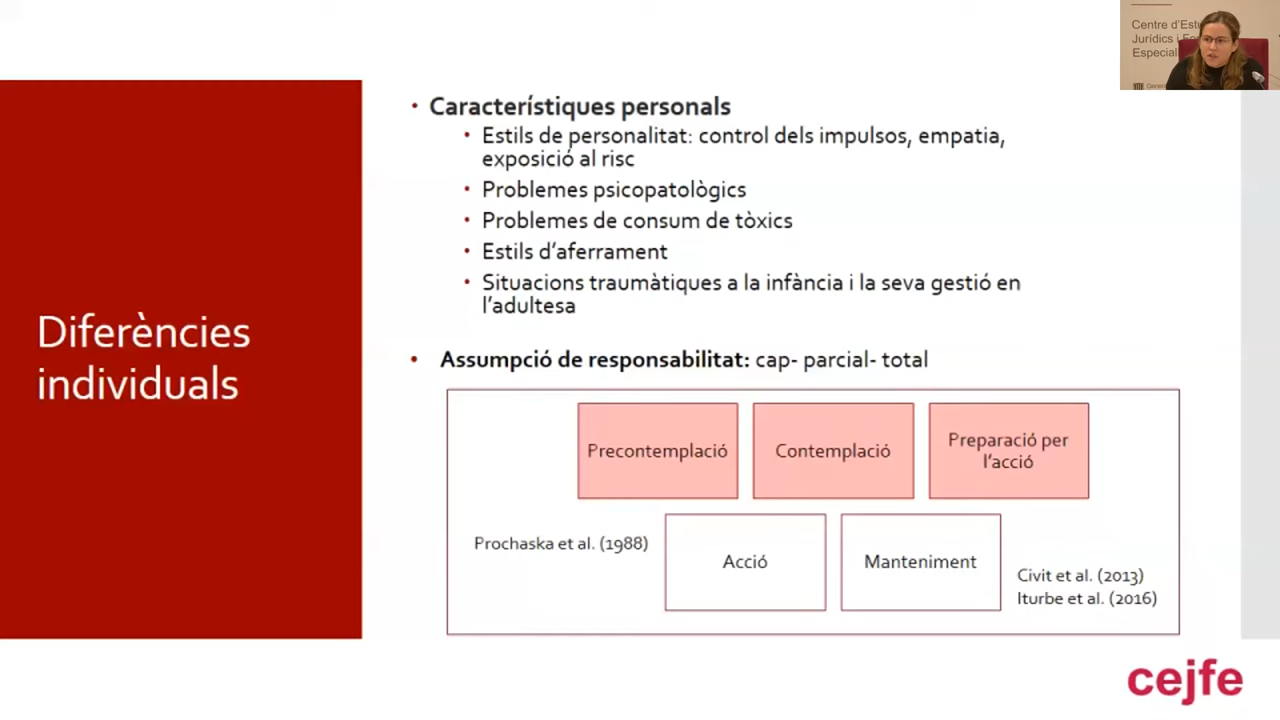 Centre d'Estu
Jurídics i Fo
Especial
Diferències
individuals
• Característiques personals
• Estils de personalitat: control dels impulsos, empatia,
exposició al risc
• Problemes psicopatològics
• Problemes de consum de tòxics
• Estils d'aferrament
• Situacions traumàtiques a la infància i la seva gestió en
l'adultesa
• Assumpció de responsabilitat: cap- parcial- total
Precontemplació
Contemplació
Preparació per
l'acció
Prochaska et al. (1988)
Acció
Manteniment
Civit et al. (2013)
Iturbe et al. (2016)
cejfe